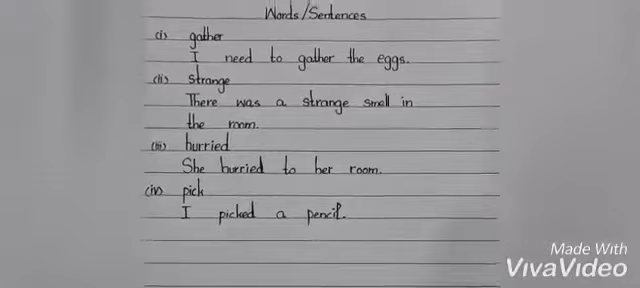 Words/Sentences
(i) gather
I need to gather the eggs.
(ii) strange
There was a strange smell in
the room.
(iii) hurried
She hurried to her room.
(iv) pick
I picked a pencil.
Made With
VivaVideo